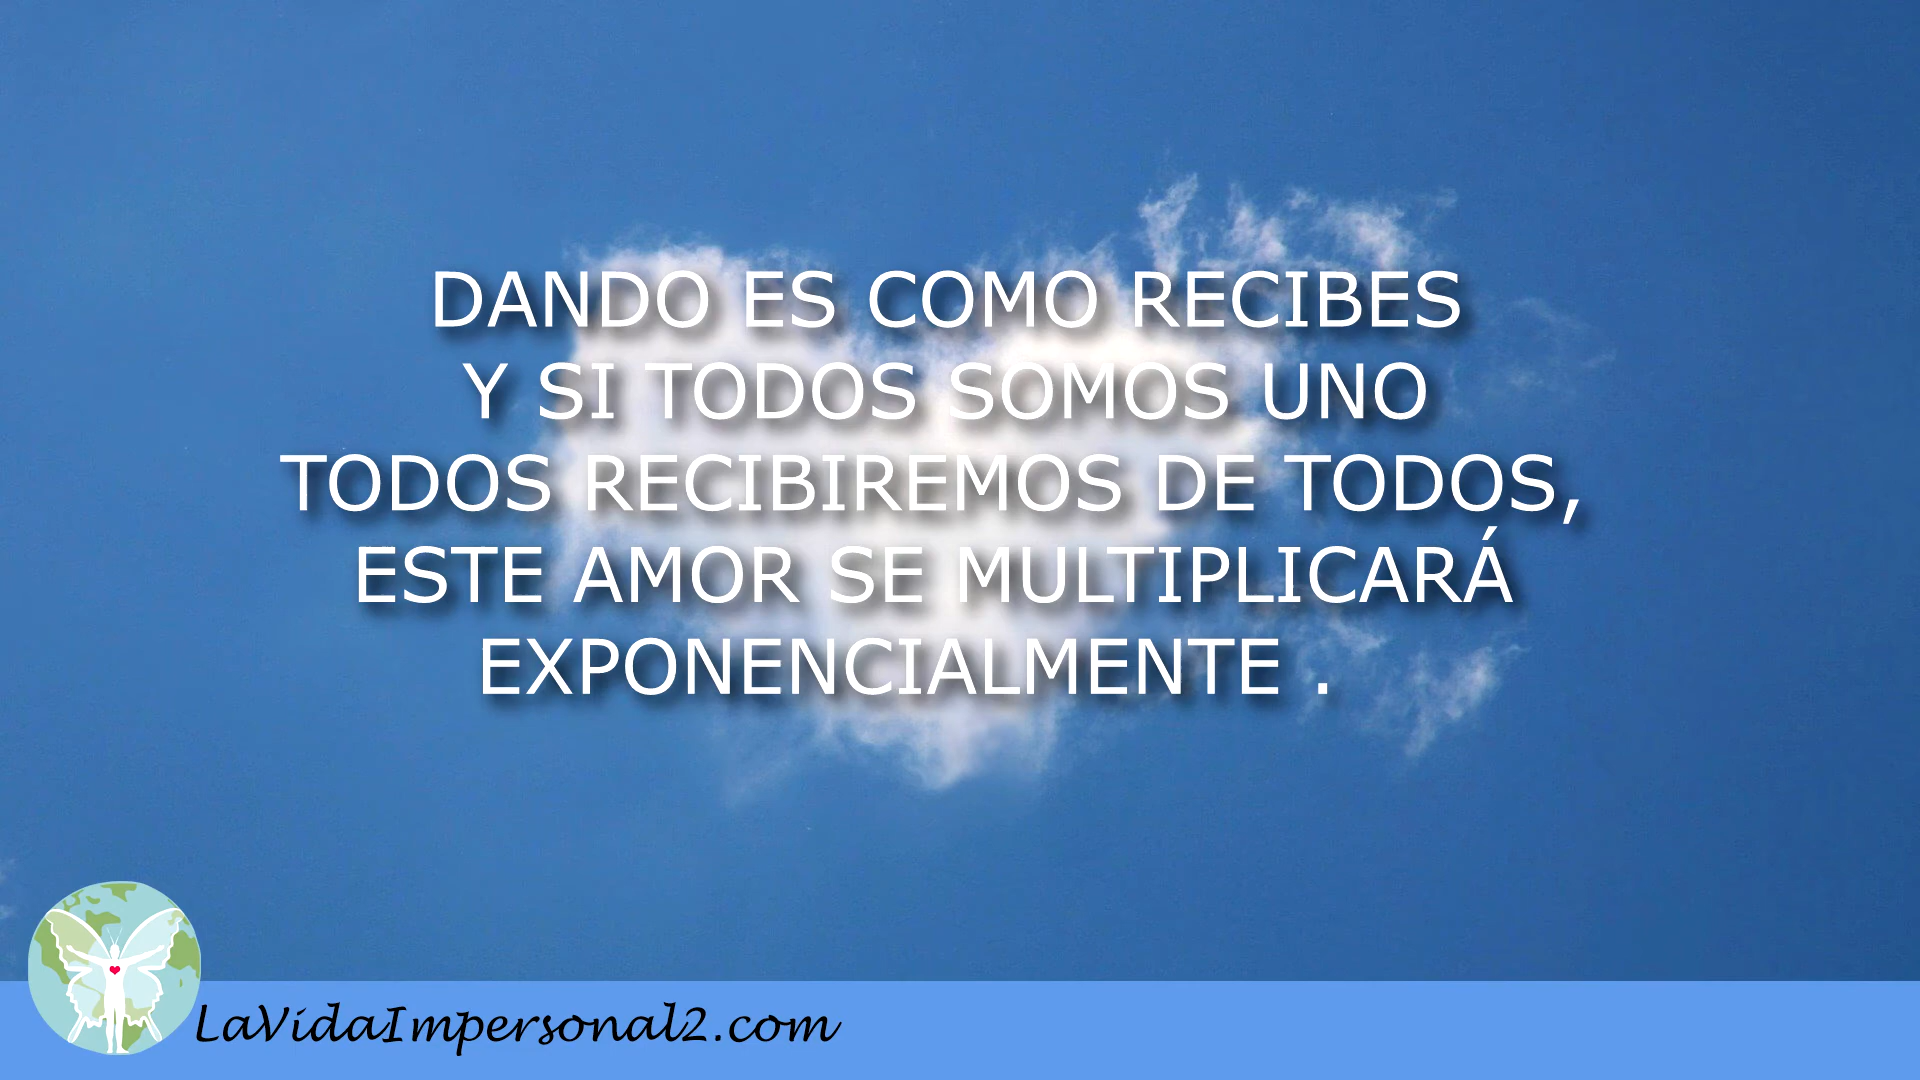 DANDO ES COMO RECIBES
Y SI TODOS SOMOS UNO
TODOS RECIBIREMOS DE TODOS,
ESTE AMOR SE MULTIPLICARÁ
EXPONENCIALMENTE .
LaVidaImpersonal2.com